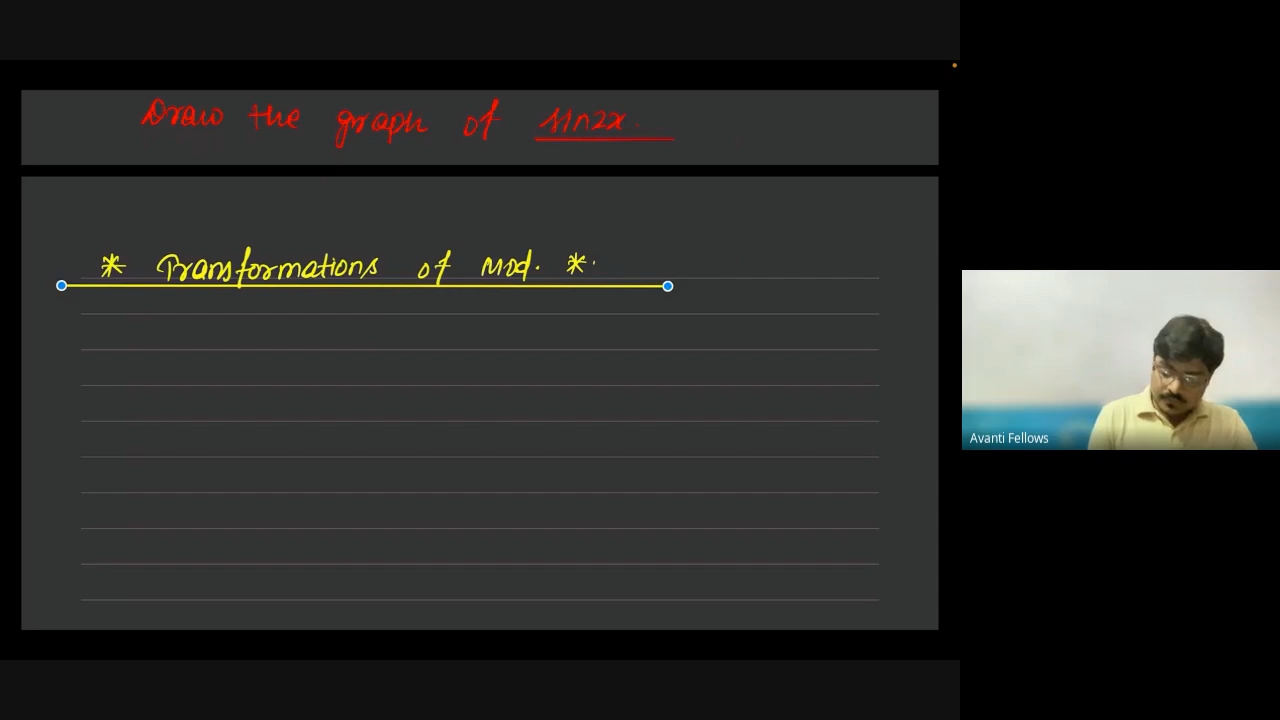 Draw the graph of sin2x.
* Transformations of Mod. *
Avanti Fellows